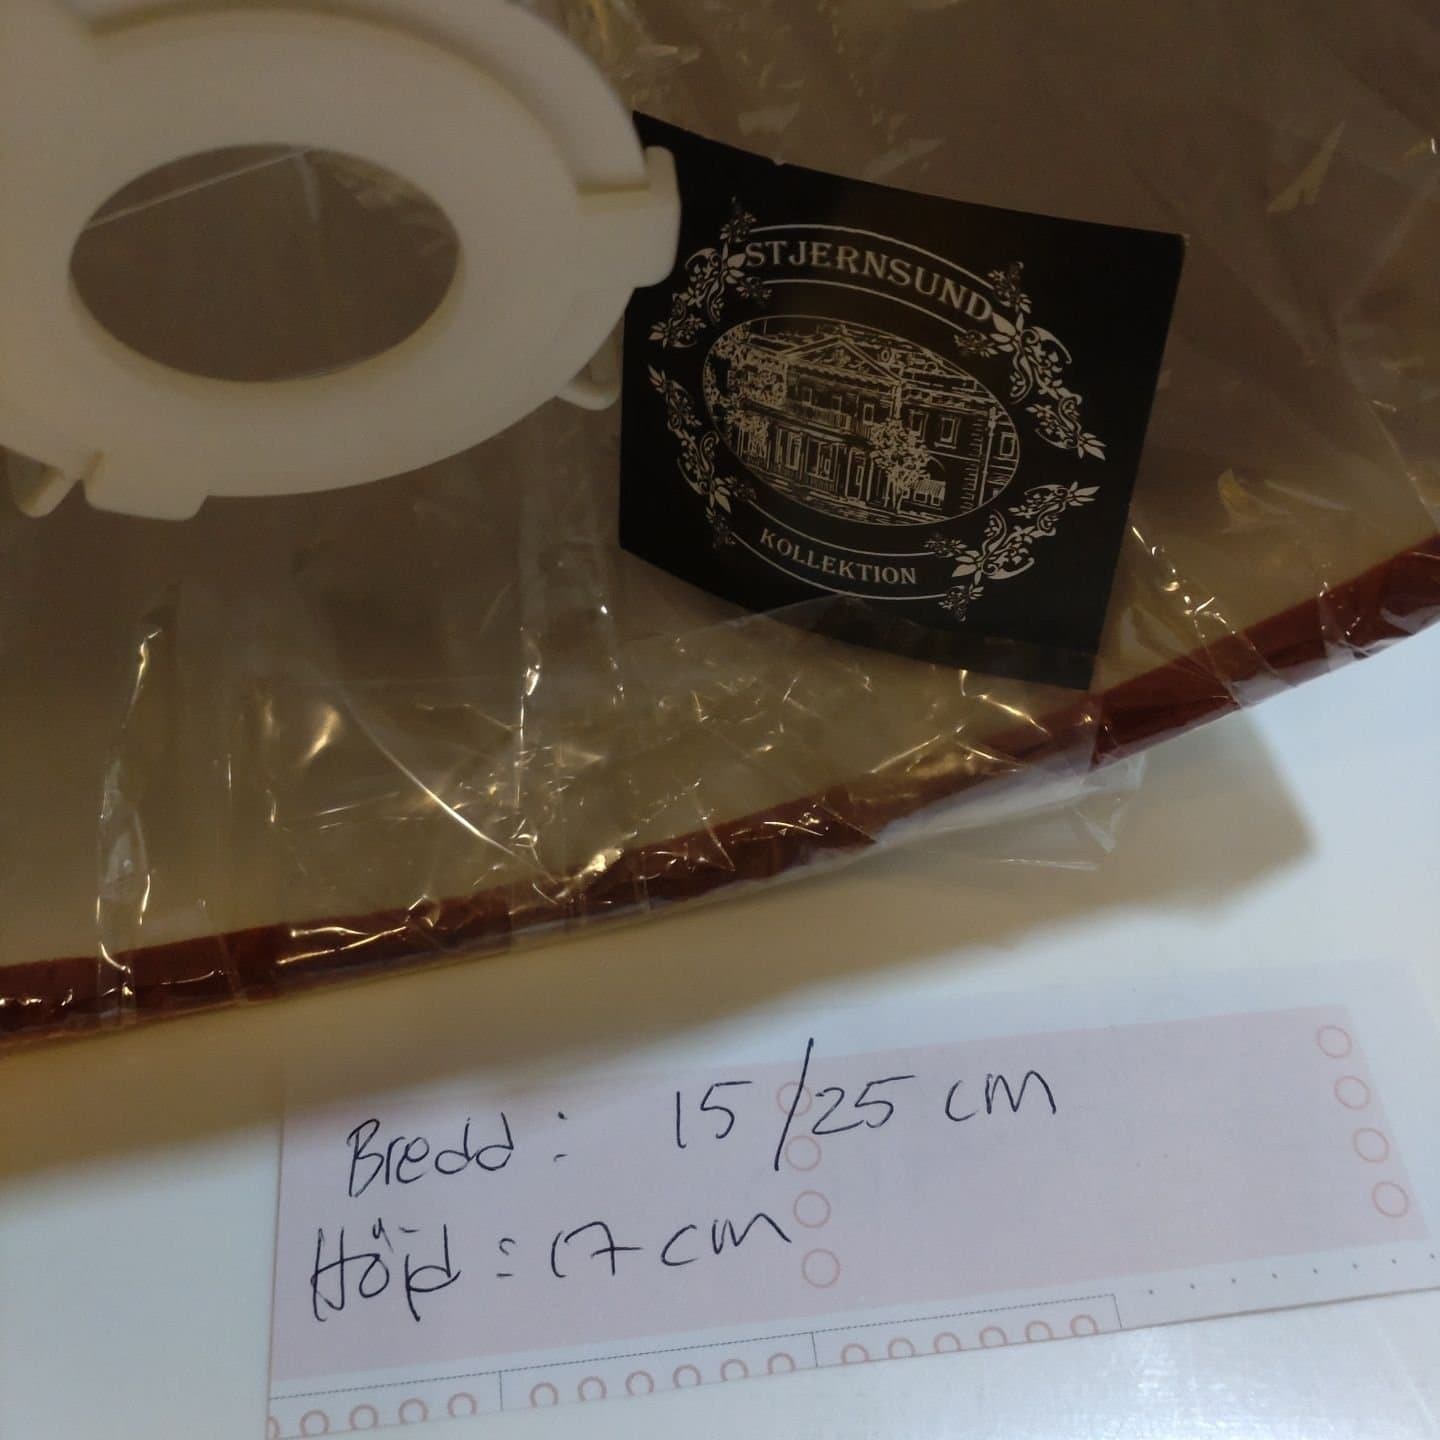 STJERNSUND
KOLLEKTION
Bredd: 15/25 cm
Höjd: 17 cm